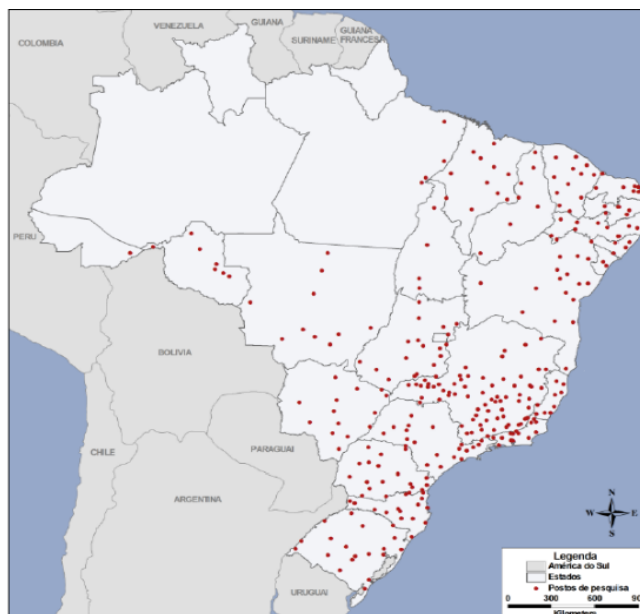 VENEZUELA
GUIANA
COLOMBIA
SURINAME
GUIANA
FRANCESA
PERU
BOLIVIA
PARAGUAI
CHILE
ARGENTINA
URUGUAI
N
W E
S
Legenda
América do Sul
Estados
Postos de pesquisa
0 300 600 90